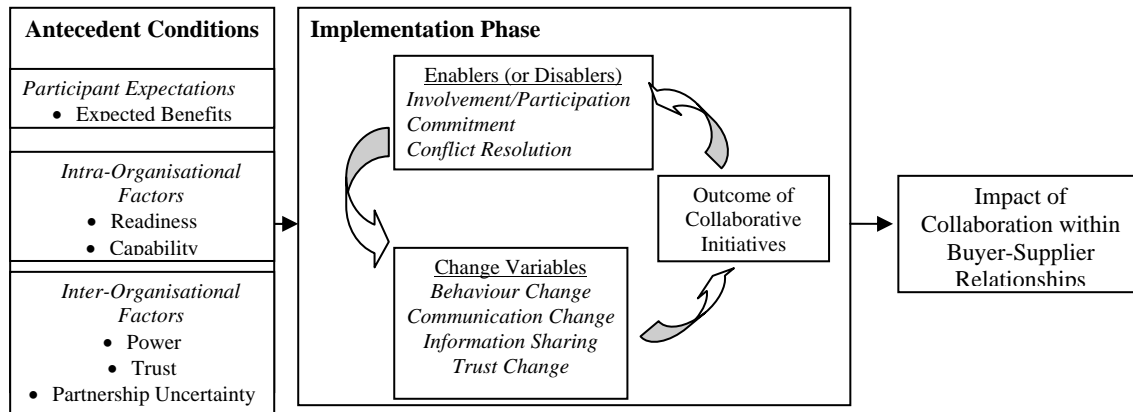 Antecedent Conditions
Participant Expectations
• Expected Benefits
Intra-Organisational
Factors
• Readiness
• Capability
Inter-Organisational
Factors
• Power
• Trust
• Partnership Uncertainty
Implementation Phase
Enablers (or Disablers)
Involvement/Participation
Commitment
Conflict Resolution
Change Variables
Behaviour Change
Communication Change
Information Sharing
Trust Change
Outcome of
Collaborative
Initiatives
Impact of
Collaboration within
Buyer-Supplier
Relationships